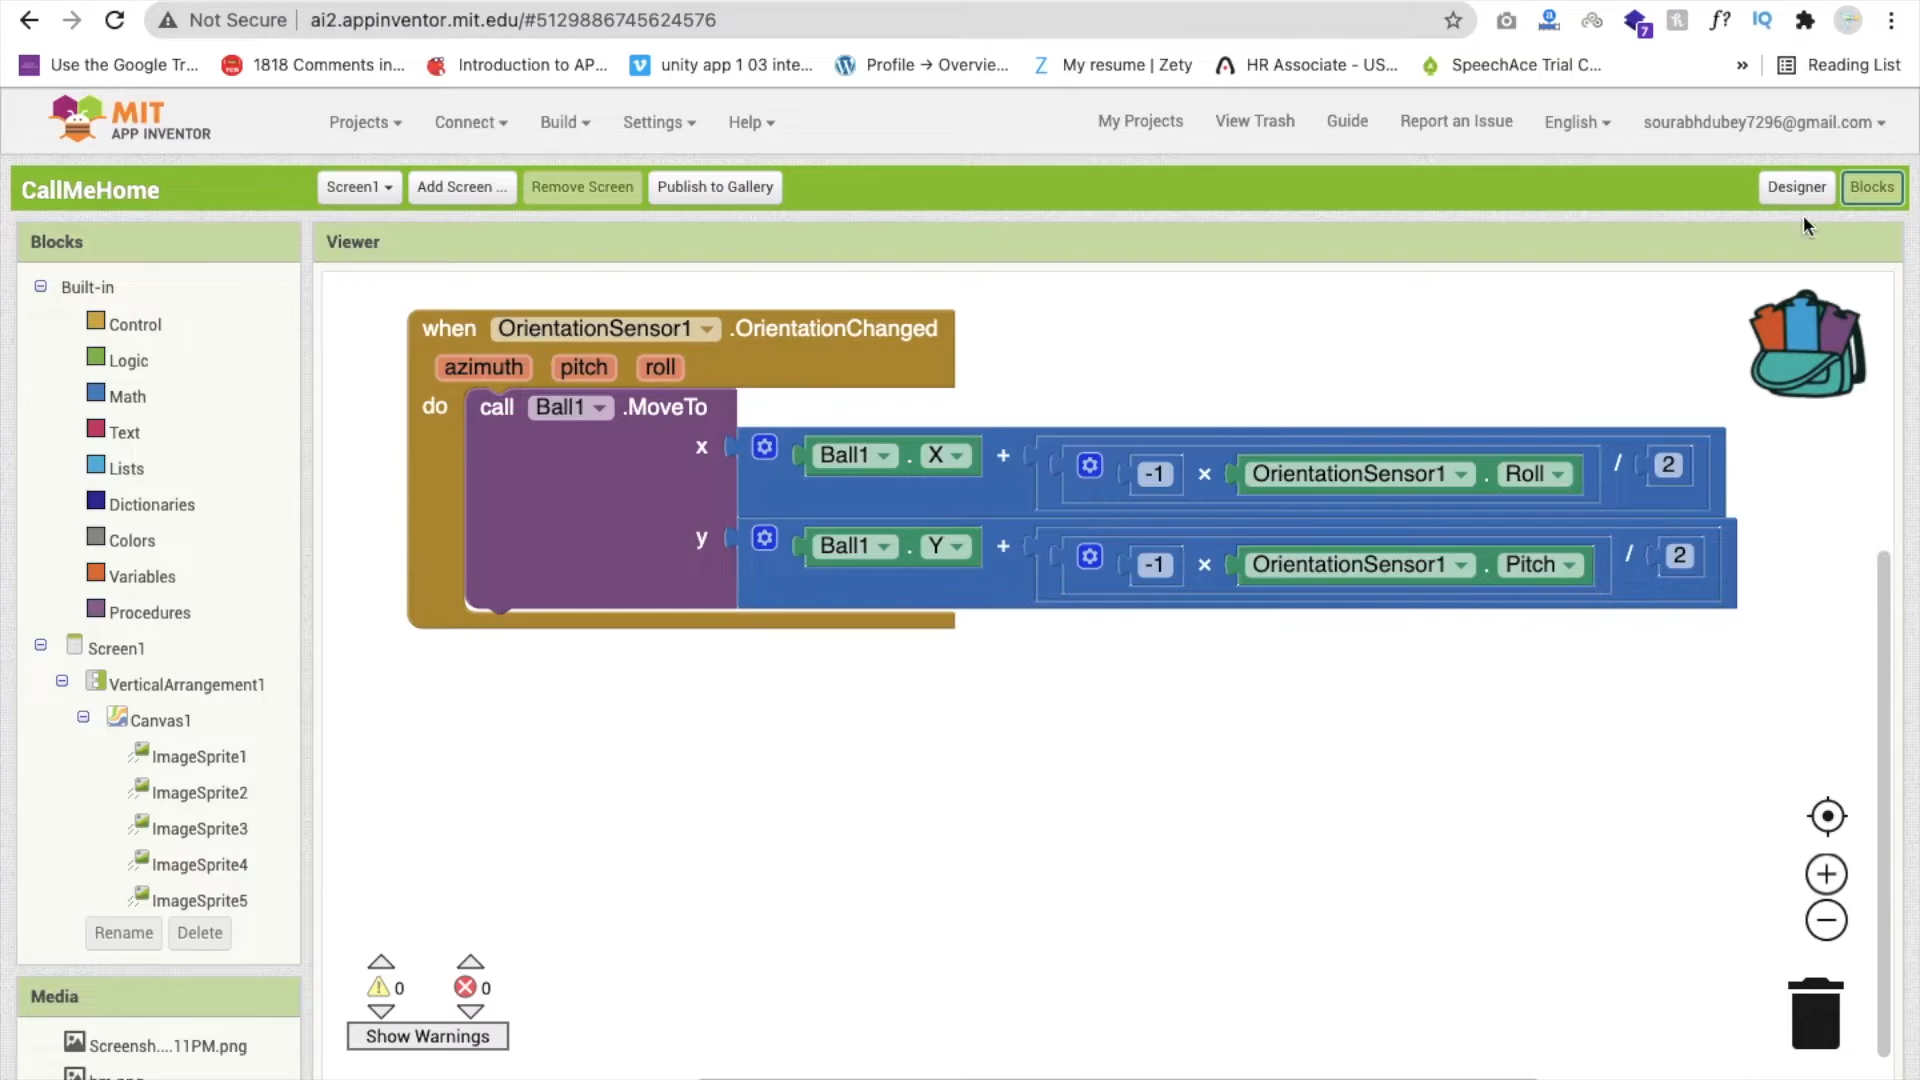 Not Secure ai2.appinventor.mit.edu/#5129886745624576
7
f?
IQ
Use the Google Tr... 1818 Comments in... Introduction to AP... unity app 1 03 inte... Profile → Overvie... My resume | Zety HR Associate - US... SpeechAce Trial C... » Reading List
MIT
APP INVENTOR
Projects Connect Build Settings Help My Projects View Trash Guide Report an Issue English sourabhdubey7296@gmail.com
CallMeHome Screen1 Add Screen ... Remove Screen Publish to Gallery Designer Blocks
Blocks
Viewer
Built-in
Control
Logic
Math
Text
Lists
Dictionaries
Colors
Variables
Procedures
Screen1
VerticalArrangement1
Canvas1
ImageSprite1
ImageSprite2
ImageSprite3
ImageSprite4
ImageSprite5
Rename Delete
Media
Screensh....11PM.png
when OrientationSensor1 .OrientationChanged
azimuth pitch roll
do call Ball1 .MoveTo
x Ball1 . X + -1 × OrientationSensor1 . Roll / 2
y Ball1 . Y + -1 × OrientationSensor1 . Pitch / 2
0 0
Show Warnings